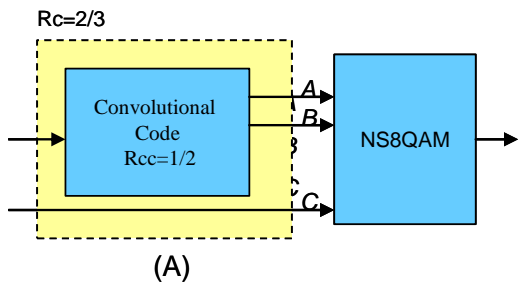 Rc=2/3
Convolutional
Code
Rcc=1/2
A
B
C
NS8QAM
(A)